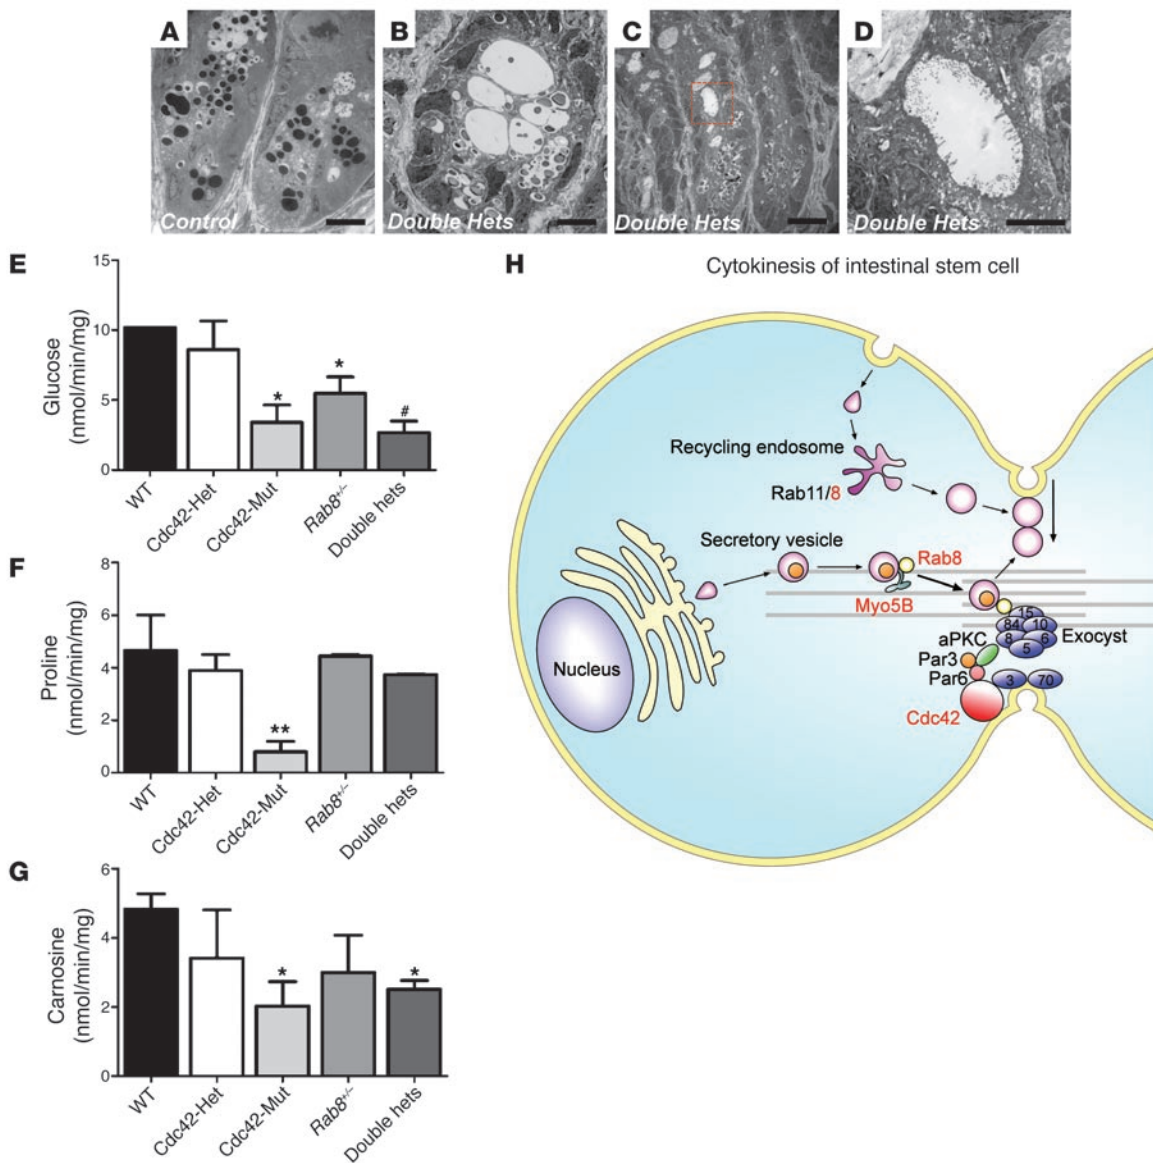 A
B
C
D
Control
Double Hets
Double Hets
Double Hets
E
Glucose
(nmol/min/mg)
15
10
5
0
*
*
#
WT
Cdc42-Het
Cdc42-Mut
Rab8+/–
Double hets
F
Proline
(nmol/min/mg)
6
4
2
0
**
WT
Cdc42-Het
Cdc42-Mut
Rab8+/–
Double hets
G
Carnosine
(nmol/min/mg)
6
4
2
0
*
*
WT
Cdc42-Het
Cdc42-Mut
Rab8+/–
Double hets
H
Cytokinesis of intestinal stem cell
Recycling endosome
Rab11/8
Secretory vesicle
Rab8
Myo5B
Nucleus
15
84 10
8 6
5
Exocyst
aPKC
Par3
Par6
3 70
Cdc42